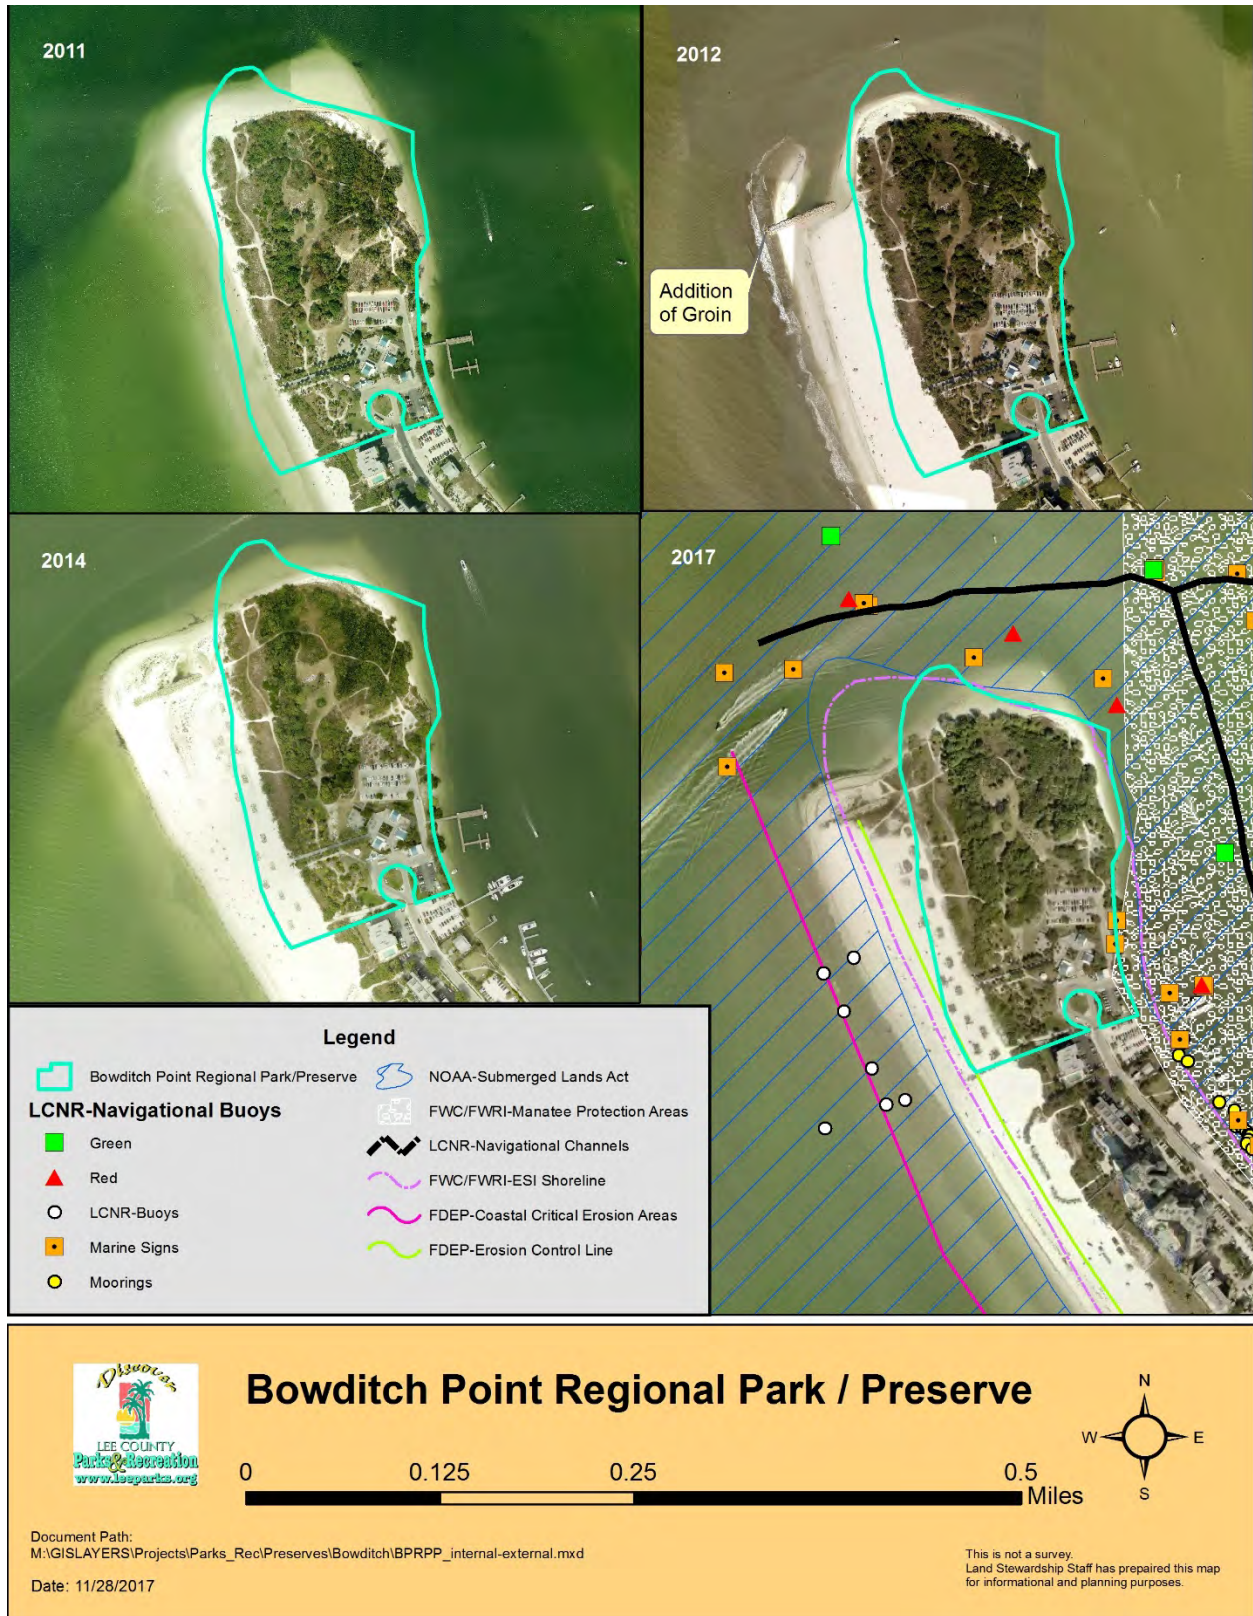 2011
2012
Addition
of Groin
2014
2017
Legend
Bowditch Point Regional Park/Preserve
LCNR-Navigational Buoys
Green
Red
LCNR-Buoys
Marine Signs
Moorings
NOAA-Submerged Lands Act
FWC/FWRI-Manatee Protection Areas
LCNR-Navigational Channels
FWC/FWRI-ESI Shoreline
FDEP-Coastal Critical Erosion Areas
FDEP-Erosion Control Line
Discover
LEE COUNTY
Parks & Recreation
www.leeparks.org
Bowditch Point Regional Park / Preserve
0 0.125 0.25 0.5
Miles
N
W E
S
Document Path:
M:\GISLAYERS\Projects\Parks_Rec\Preserves\Bowditch\BPRPP_internal-external.mxd
Date: 11/28/2017
This is not a survey.
Land Stewardship Staff has prepaired this map
for informational and planning purposes.